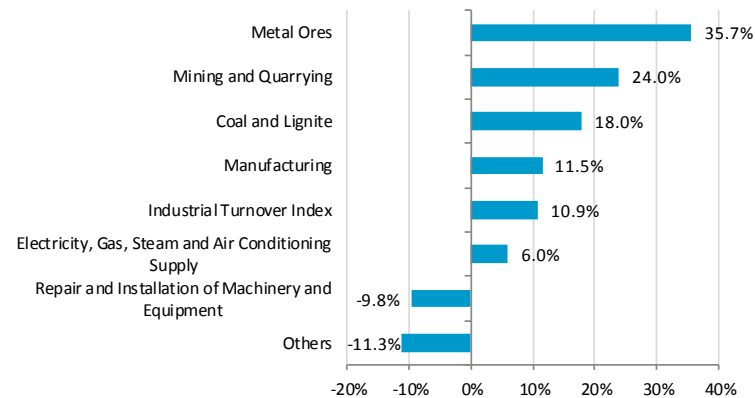 Metal Ores
35.7%
Mining and Quarrying
24.0%
Coal and Lignite
18.0%
Manufacturing
11.5%
Industrial Turnover Index
10.9%
Electricity, Gas, Steam and Air Conditioning
Supply
6.0%
Repair and Installation of Machinery and
Equipment
-9.8%
Others
-11.3%
-20% -10% 0% 10% 20% 30% 40%